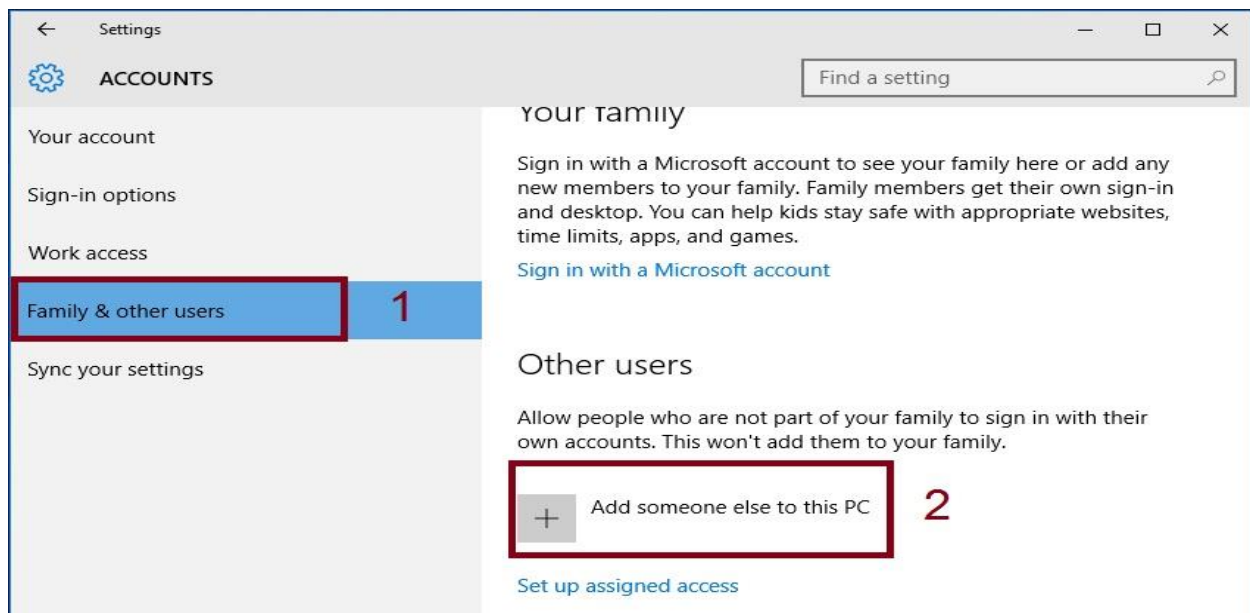 Settings
ACCOUNTS
Find a setting
Your account
Sign-in options
Work access
Family & other users
1
Sync your settings
Your family
Sign in with a Microsoft account to see your family here or add any
new members to your family. Family members get their own sign-in
and desktop. You can help kids stay safe with appropriate websites,
time limits, apps, and games.
Sign in with a Microsoft account
Other users
Allow people who are not part of your family to sign in with their
own accounts. This won't add them to your family.
Add someone else to this PC
2
Set up assigned access